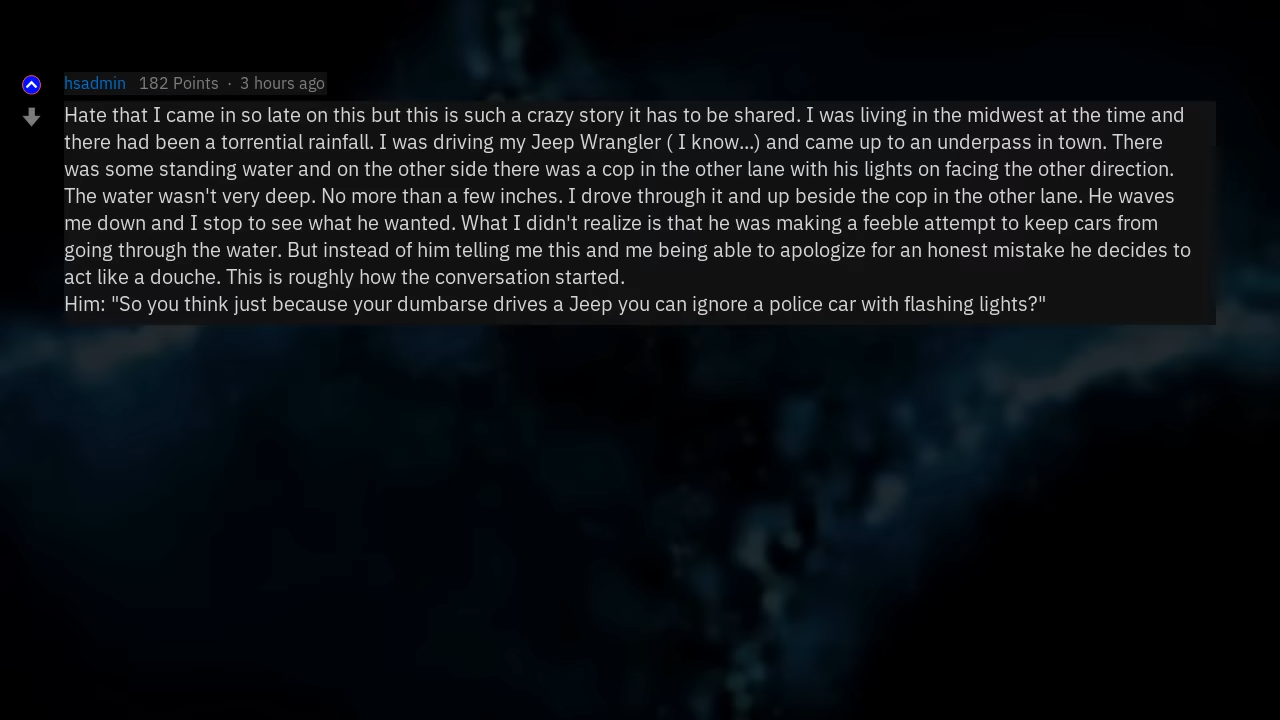 hsadmin 182 Points · 3 hours ago
Hate that I came in so late on this but this is such a crazy story it has to be shared. I was living in the midwest at the time and
there had been a torrential rainfall. I was driving my Jeep Wrangler ( I know...) and came up to an underpass in town. There
was some standing water and on the other side there was a cop in the other lane with his lights on facing the other direction.
The water wasn't very deep. No more than a few inches. I drove through it and up beside the cop in the other lane. He waves
me down and I stop to see what he wanted. What I didn't realize is that he was making a feeble attempt to keep cars from
going through the water. But instead of him telling me this and me being able to apologize for an honest mistake he decides to
act like a douche. This is roughly how the conversation started.
Him: "So you think just because your dumbarse drives a Jeep you can ignore a police car with flashing lights?"